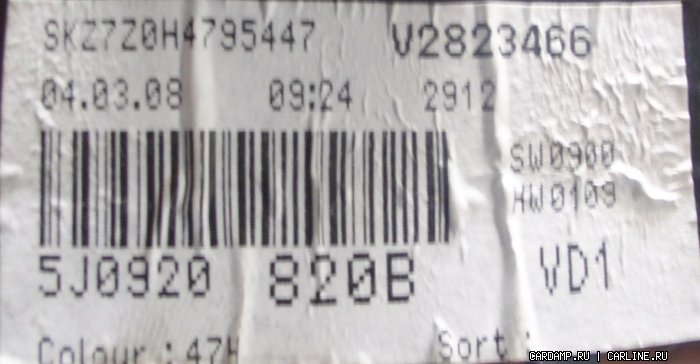 SKZ7Z0H4795447 V2823466
04.03.08 09:24 2912
SW0900
HW0109
5J0920 820B VD1
Colour : 47H Sort :
CARDAMP.RU | CARLINE.RU